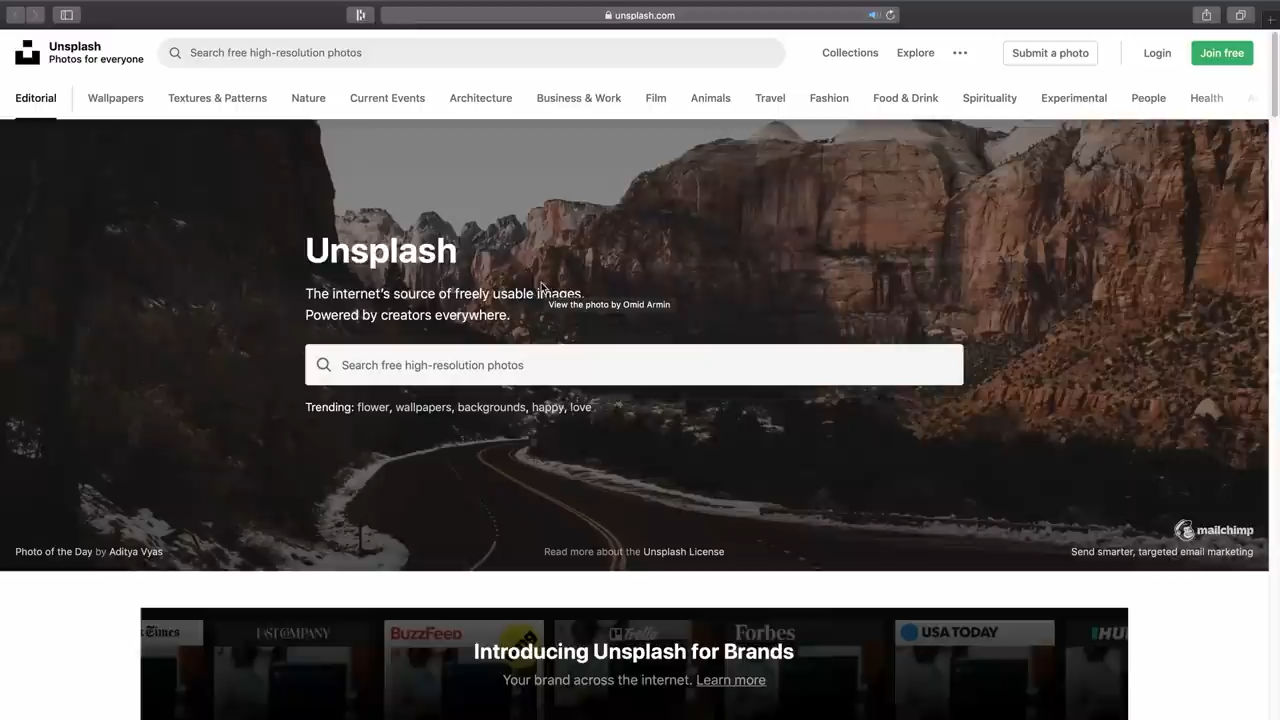 unsplash.com
Unsplash
Photos for everyone
Search free high-resolution photos
Collections
Explore
Submit a photo
Login
Join free
Editorial
Wallpapers
Textures & Patterns
Nature
Current Events
Architecture
Business & Work
Film
Animals
Travel
Fashion
Food & Drink
Spirituality
Experimental
People
Health
Unsplash
The internet's source of freely usable images.
Powered by creators everywhere.
View the photo by Omid Armin
Search free high-resolution photos
Trending: flower, wallpapers, backgrounds, happy, love
mailchimp
Photo of the Day by Aditya Vyas
Read more about the Unsplash License
Send smarter, targeted email marketing
Times
FAST COMPANY
BuzzFeed
Trello
Forbes
USA TODAY
Introducing Unsplash for Brands
Your brand across the internet. Learn more